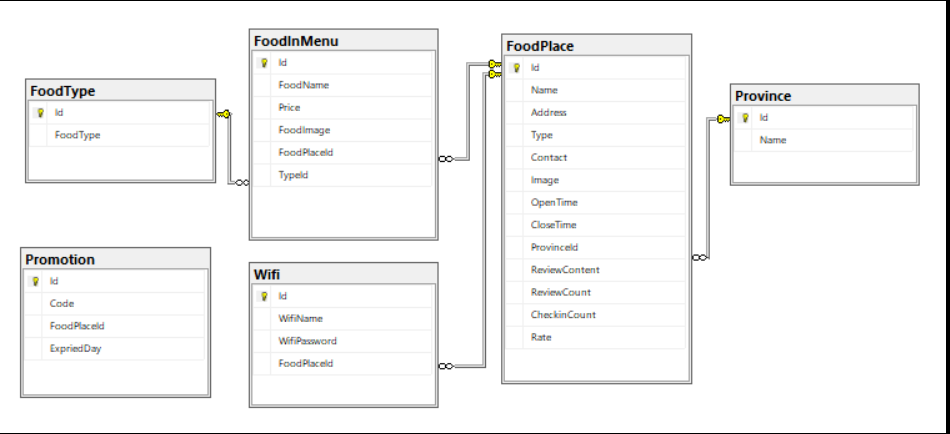 FoodType
Id
FoodType
FoodInMenu
Id
FoodName
Price
FoodImage
FoodPlaceId
TypeId
FoodPlace
Id
Name
Address
Type
Contact
Image
OpenTime
CloseTime
ProvinceId
ReviewContent
ReviewCount
CheckinCount
Rate
Province
Id
Name
Promotion
Id
Code
FoodPlaceId
ExpriedDay
Wifi
Id
WifiName
WifiPassword
FoodPlaceId